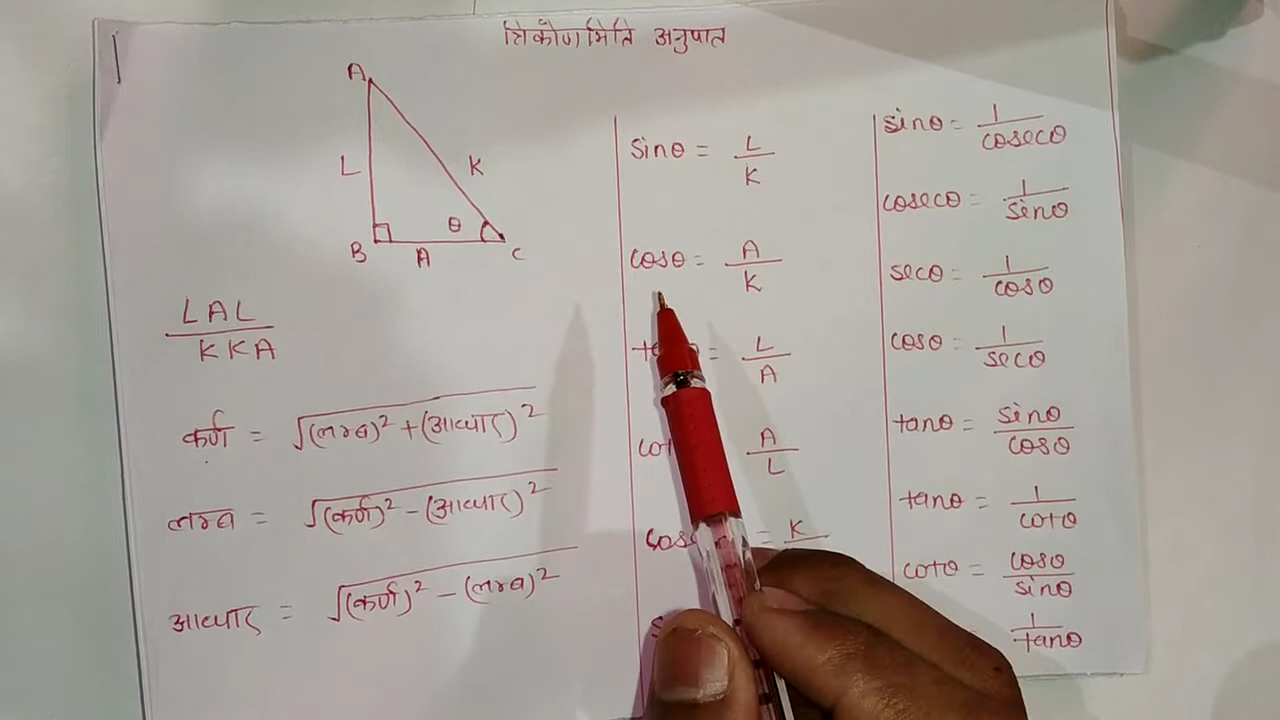 त्रिकोणमिति अनुपात
A
L K
θ
B A C
LAL
KKA
कर्ण = √(लम्ब)² + (आधार)²
लम्ब = √(कर्ण)² - (आधार)²
आधार = √(कर्ण)² - (लम्ब)²
sinθ = L/K
cosθ = A/K
= L/A
cot A/L
cosec = K
sinθ = 1/cosecθ
cosecθ = 1/sinθ
secθ = 1/cosθ
cosθ = 1/secθ
tanθ = sinθ/cosθ
tanθ = 1/cotθ
cotθ = cosθ/sinθ
1/tanθ